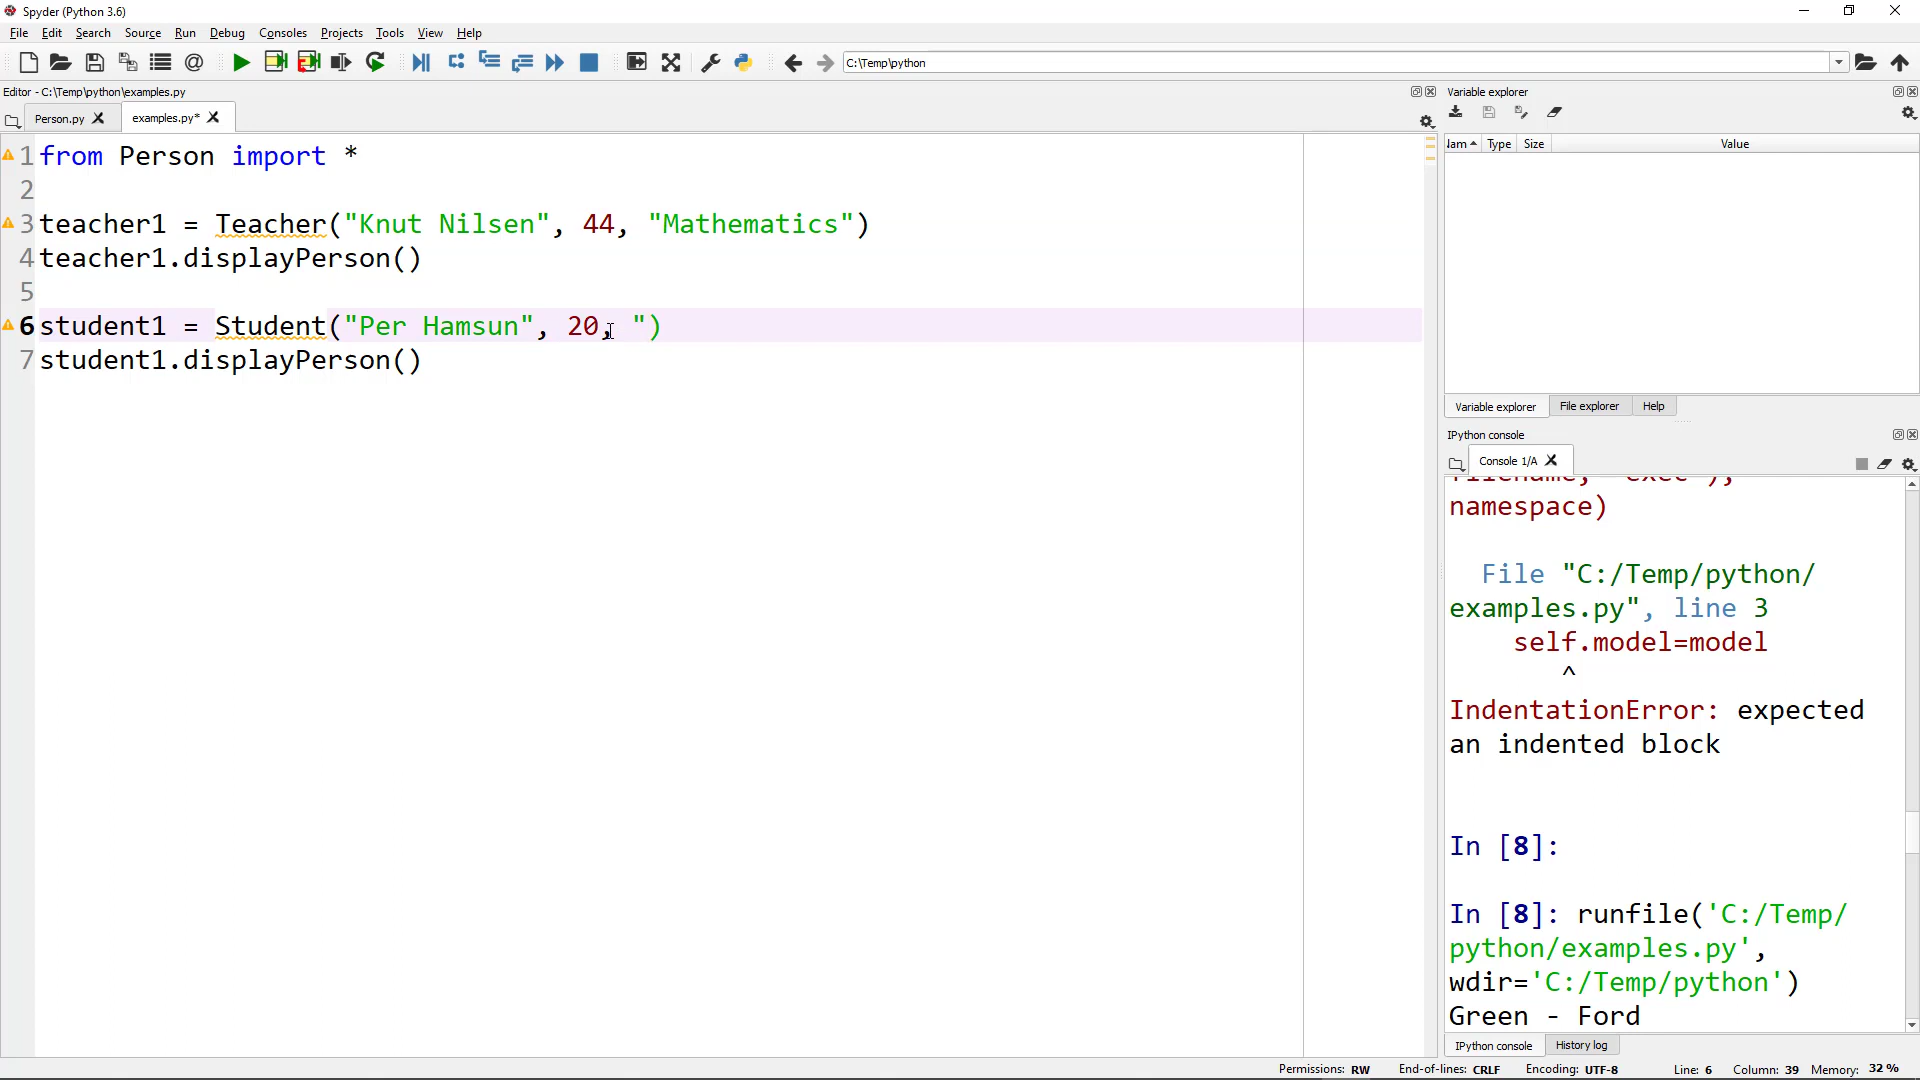 Spyder (Python 3.6)
File Edit Search Source Run Debug Consoles Projects Tools View Help
C:\Temp\python
Editor - C:\Temp\python\examples.py
Person.py
examples.py*
1 from Person import *
2
3 teacher1 = Teacher("Knut Nilsen", 44, "Mathematics")
4 teacher1.displayPerson()
5
6 student1 = Student("Per Hamsun", 20, ")
7 student1.displayPerson()
Variable explorer
Type Size Value
Variable explorer File explorer Help
IPython console
Console 1/A
filename, 'exec'),
namespace)
File "C:/Temp/python/
examples.py", line 3
self.model=model
^
IndentationError: expected
an indented block
In [8]:
In [8]: runfile('C:/Temp/
python/examples.py',
wdir='C:/Temp/python')
Green - Ford
IPython console History log
Permissions: RW End-of-lines: CRLF Encoding: UTF-8 Line: 6 Column: 39 Memory: 32 %